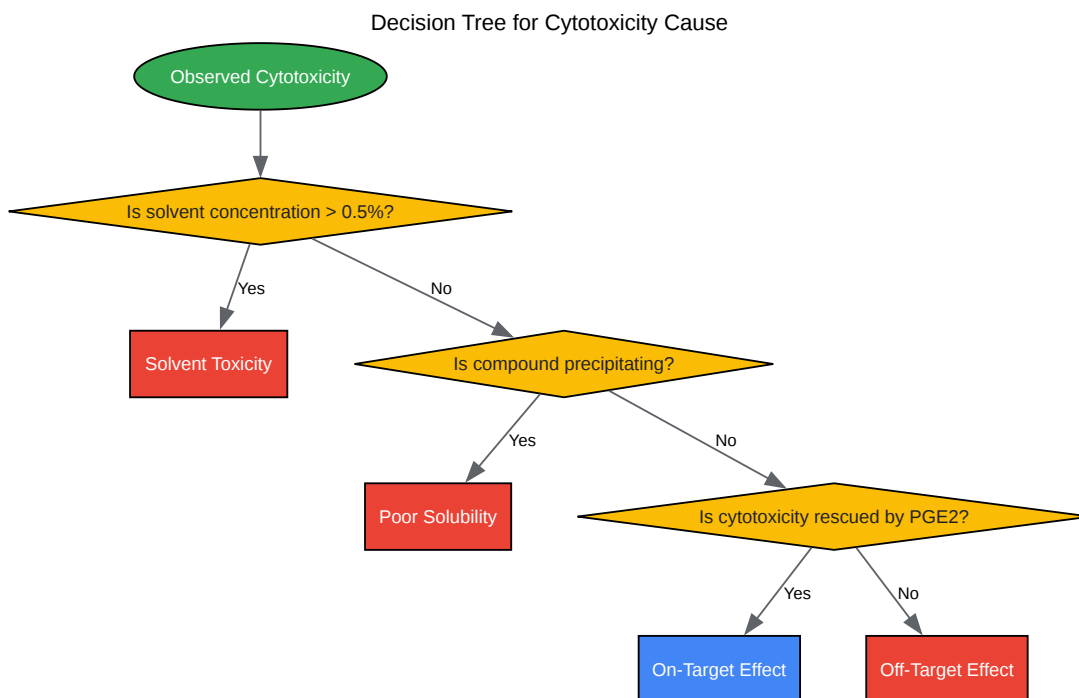 Decision Tree for Cytotoxicity Cause
Observed Cytotoxicity
Is solvent concentration > 0.5%?
Yes
No
Solvent Toxicity
Is compound precipitating?
Yes
No
Poor Solubility
Is cytotoxicity rescued by PGE2?
Yes
No
On-Target Effect
Off-Target Effect